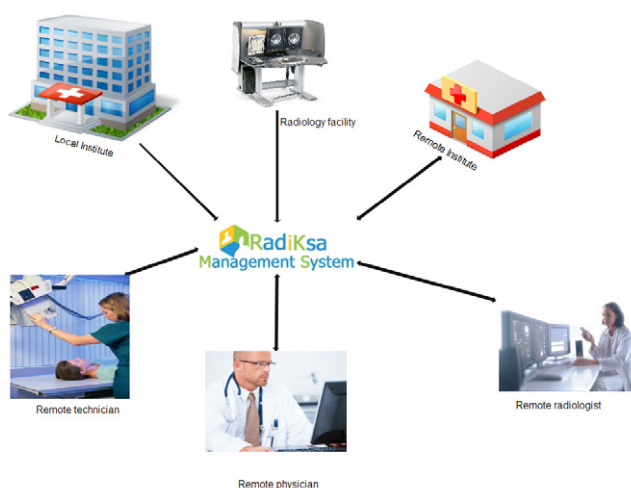 Radiology facility
Local Institute
Remote Institute
RadiKsa
Management System
Remote technician
Remote radiologist
Remote physician